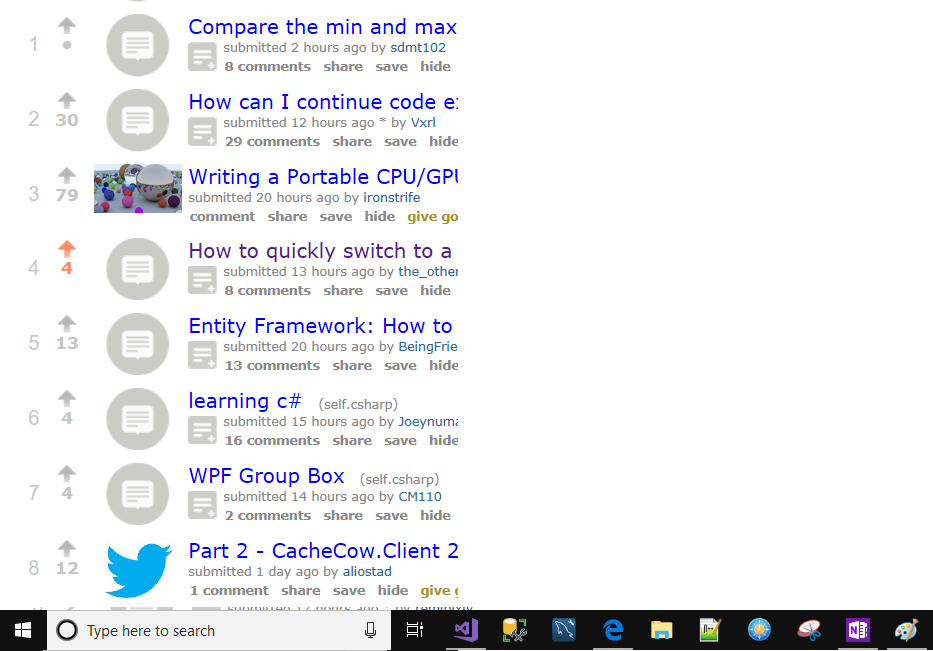 1
Compare the min and max
submitted 2 hours ago by sdmt102
8 comments share save hide
2
30
How can I continue code
submitted 12 hours ago * by Vxrl
29 comments share save hide
3
79
Writing a Portable CPU/GPU
submitted 20 hours ago by ironstrife
comment share save hide give go
4
4
How to quickly switch to a
submitted 13 hours ago by the_other
8 comments share save hide
5
13
Entity Framework: How to
submitted 20 hours ago by BeingFrie
13 comments share save hide
6
4
learning c# (self.csharp)
submitted 15 hours ago by Joeynuma
16 comments share save hide
7
4
WPF Group Box (self.csharp)
submitted 14 hours ago by CM110
2 comments share save hide
8
12
Part 2 - CacheCow.Client 2
submitted 1 day ago by aliostad
1 comment share save hide give
Type here to search